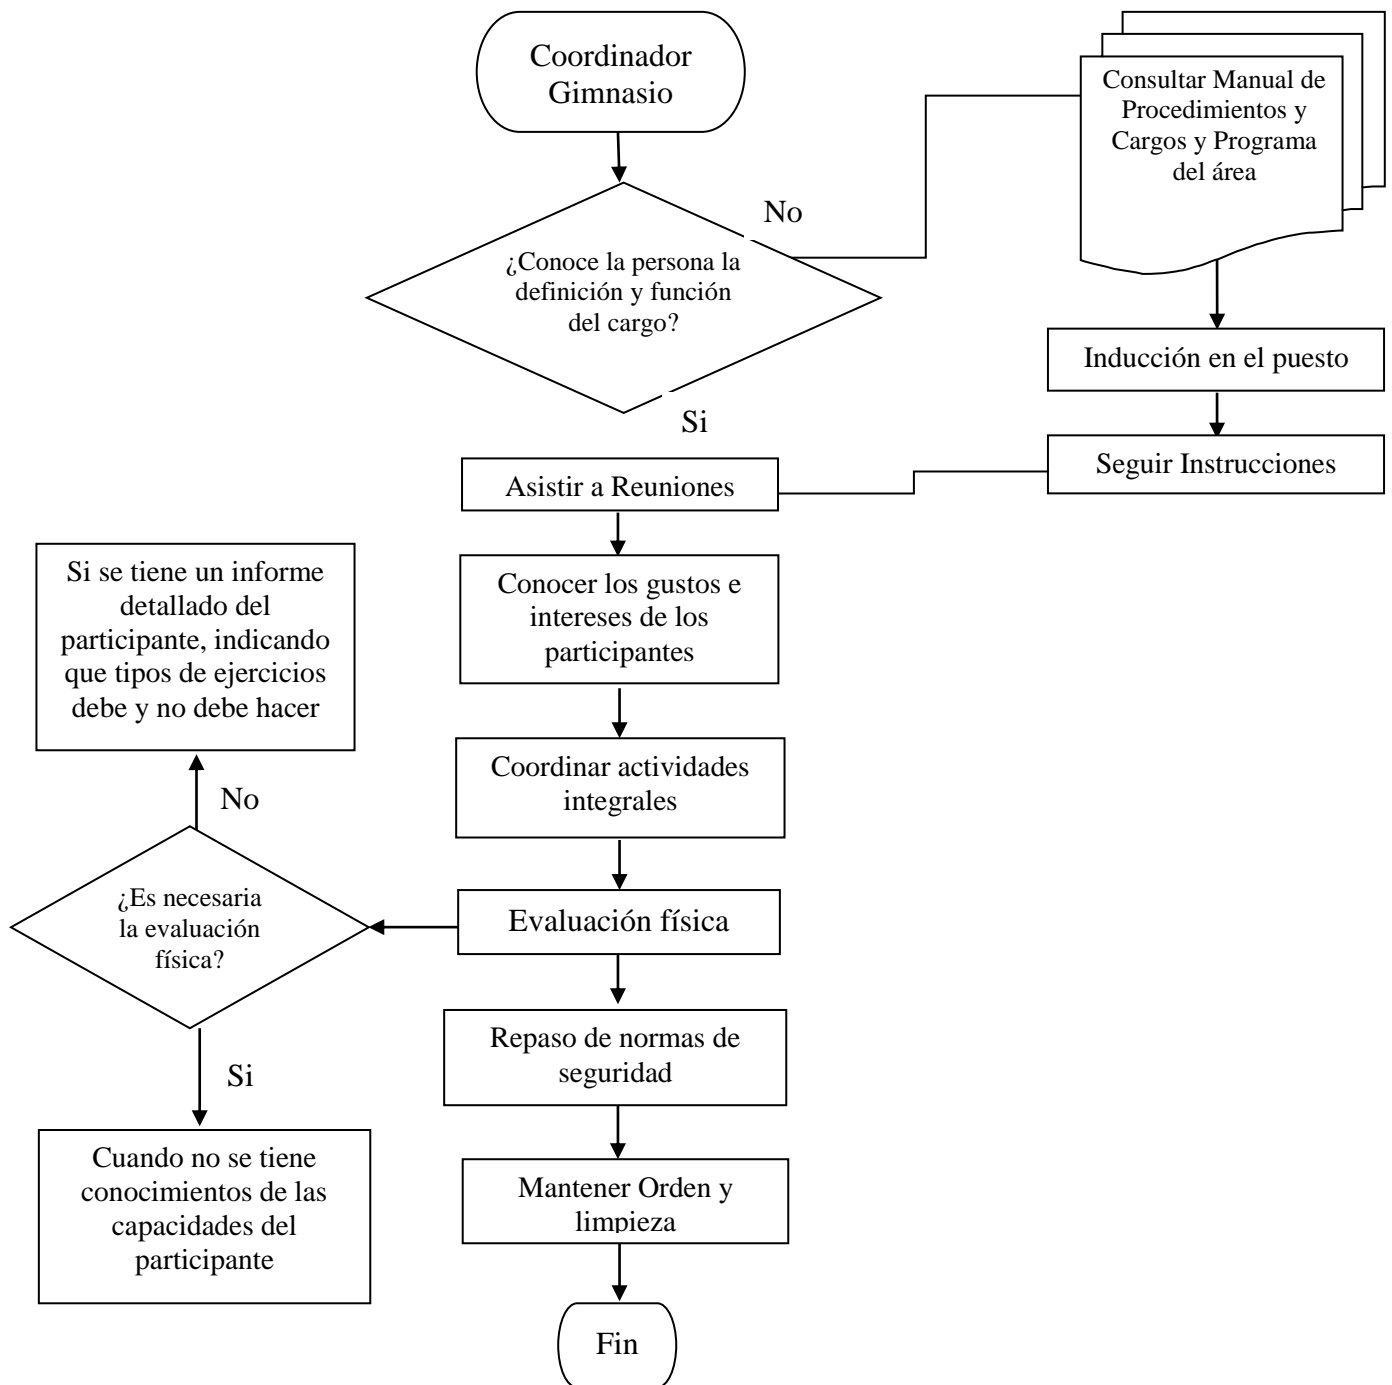 Coordinador
Gimnasio
Consultar Manual de
Procedimientos y
Cargos y Programa
del área
No
¿Conoce la persona la
definición y función
del cargo?
Inducción en el puesto
Si
Seguir Instrucciones
Asistir a Reuniones
Si se tiene un informe
detallado del
participante, indicando
que tipos de ejercicios
debe y no debe hacer
Conocer los gustos e
intereses de los
participantes
Coordinar actividades
integrales
No
¿Es necesaria
la evaluación
física?
Evaluación física
Repaso de normas de
seguridad
Si
Cuando no se tiene
conocimientos de las
capacidades del
participante
Mantener Orden y
limpieza
Fin